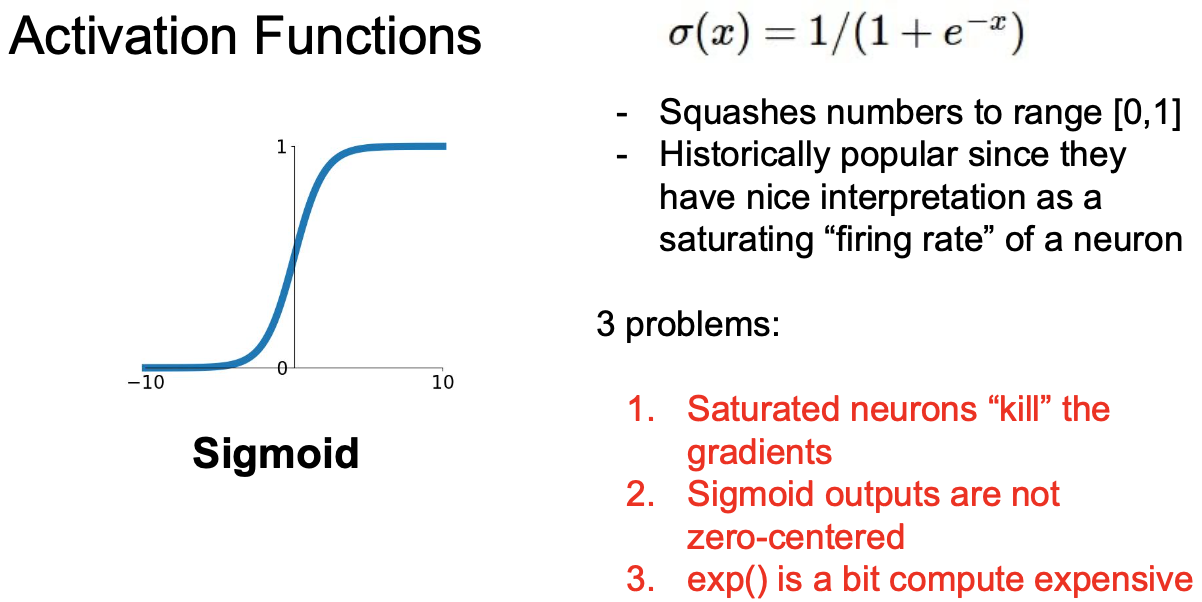 Activation Functions
σ(x) = 1/(1 + e^{-x})
- Squashes numbers to range [0,1]
- Historically popular since they
have nice interpretation as a
saturating “firing rate” of a neuron
1
0
−10
10
Sigmoid
3 problems:
1. Saturated neurons “kill” the
gradients
2. Sigmoid outputs are not
zero-centered
3. exp() is a bit compute expensive